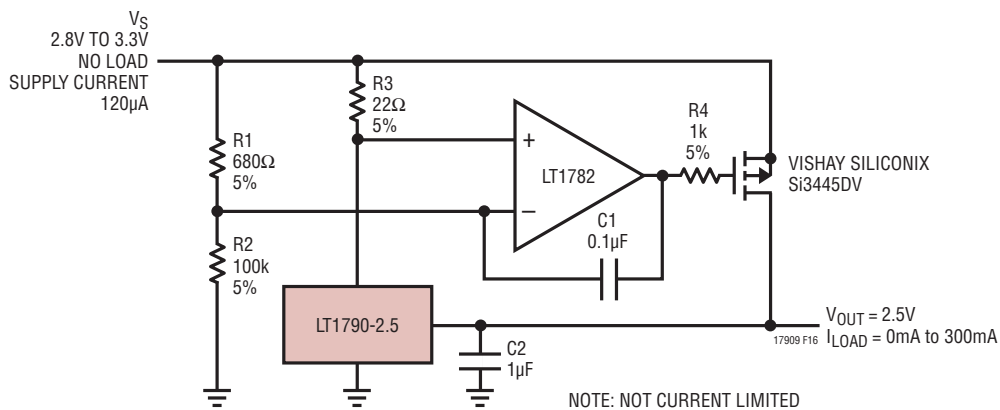 VS
2.8V TO 3.3V
NO LOAD
SUPPLY CURRENT
120µA
R1
680Ω
5%
R2
100k
5%
R3
22Ω
5%
+
LT1782
−
C1
0.1µF
R4
1k
5%
VISHAY SILICONIX
Si3445DV
LT1790-2.5
C2
1µF
17909 F16
VOUT = 2.5V
ILOAD = 0mA to 300mA
NOTE: NOT CURRENT LIMITED